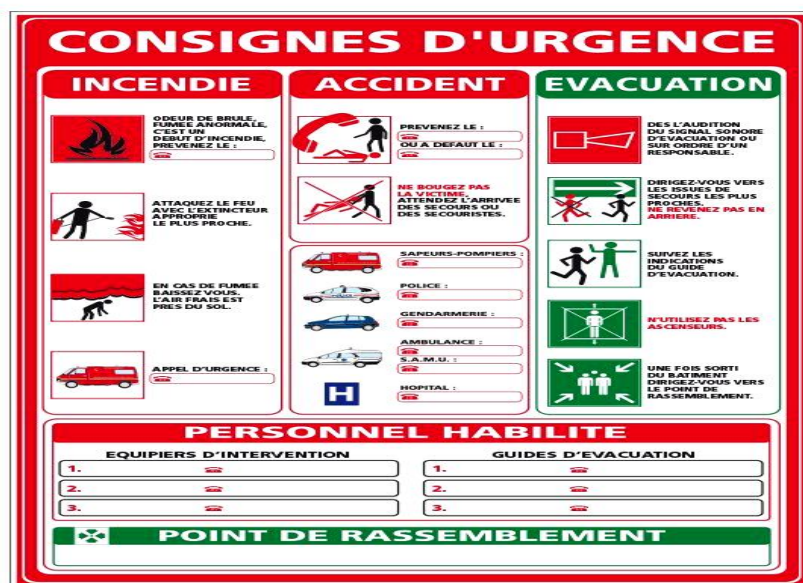 CONSIGNES D'URGENCE
INCENDIE
ODEUR DE BRULE,
FUMEE ANORMALE,
C'EST UN
DEBUT D'INCENDIE,
PREVENEZ LE :
ATTAQUEZ LE FEU
AVEC L'EXTINCTEUR
APPROPRIE
LE PLUS PROCHE.
EN CAS DE FUMEE
BAISSEZ VOUS.
L'AIR FRAIS EST
PRES DU SOL.
APPEL D'URGENCE :
ACCIDENT
PREVENEZ LE :
OU A DEFAUT LE :
NE BOUGEZ PAS
LA VICTIME,
ATTENDEZ L'ARRIVEE
DES SECOURS OU
DES SECOURISTES.
SAPEURS-POMPIERS :
POLICE :
GENDARMERIE :
AMBULANCE :
S.A.M.U. :
H
HOPITAL :
EVACUATION
DES L'AUDITION
DU SIGNAL SONORE
D'EVACUATION OU
SUR ORDRE D'UN
RESPONSABLE.
DIRIGEZ-VOUS VERS
LES ISSUES DE
SECOURS LES PLUS
PROCHES.
NE REVENEZ PAS EN
ARRIERE.
SUIVEZ LES
INDICATIONS
DU GUIDE
D'EVACUATION.
N'UTILISEZ PAS LES
ASCENSEURS.
UNE FOIS SORTI
DU BATIMENT
DIRIGEZ-VOUS VERS
LE POINT DE
RASSEMBLEMENT.
PERSONNEL HABILITE
EQUIPIERS D'INTERVENTION
1.
2.
3.
GUIDES D'EVACUATION
1.
2.
3.
POINT DE RASSEMBLEMENT